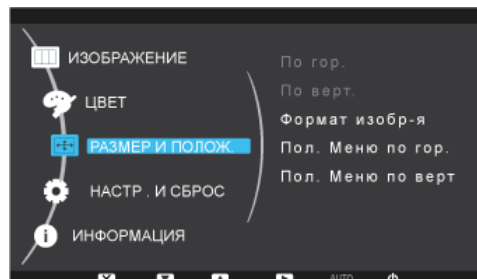 ИЗОБРАЖЕНИЕ
ЦВЕТ
РАЗМЕР И ПОЛОЖ.
НАСТР . И СБРОС
ИНФОРМАЦИЯ
По гор.
По верт.
Формат изобр-я
Пол. Меню по гор.
Пол. Меню по верт
AUTO